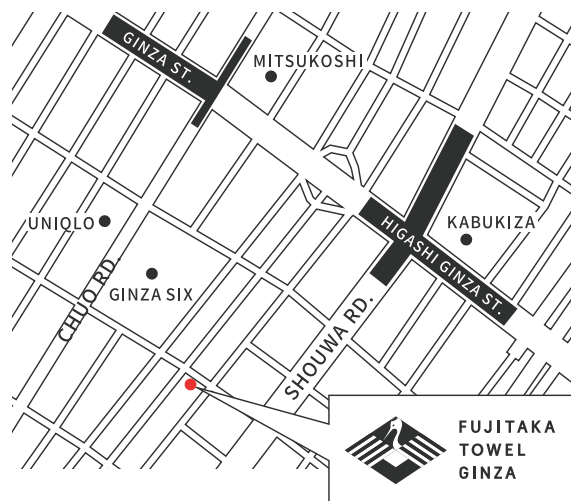 GINZA ST.
MITSUKOSHI
UNIQLO
KABUKIZA
HIGASHI GINZA ST.
CHUO RD.
GINZA SIX
SHOUWA RD.
FUJITAKA
TOWEL
GINZA